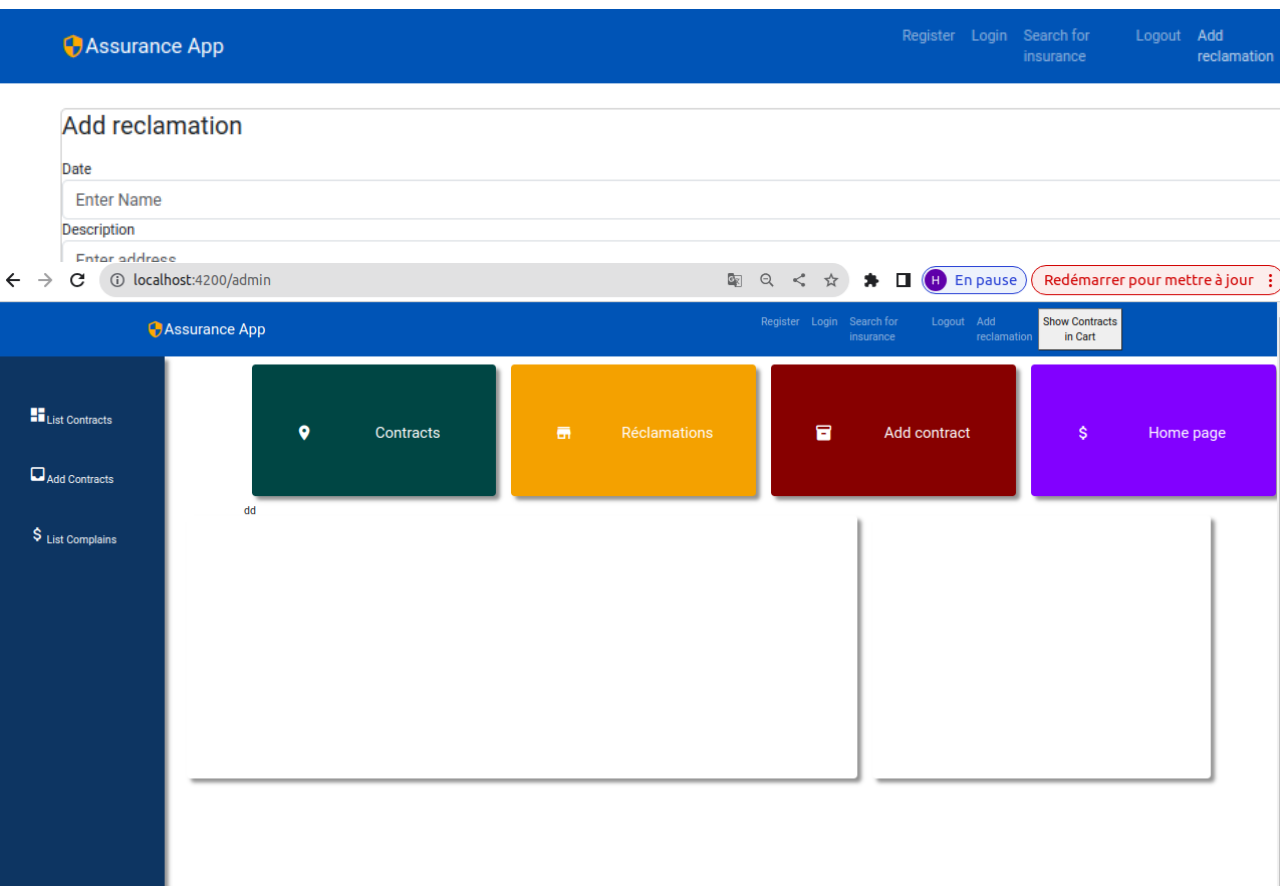 Assurance App
Register Login Search for Logout Add
insurance reclamation
Add reclamation
Date
Enter Name
Description
Enter address
localhost:4200/admin
H En pause Redémarrer pour mettre à jour
Assurance App
Register Login Search for Logout Add Show Contracts
insurance reclamation in Cart
List Contracts
Add Contracts
$ List Complains
Contracts
Réclamations
Add contract
$ Home page
dd